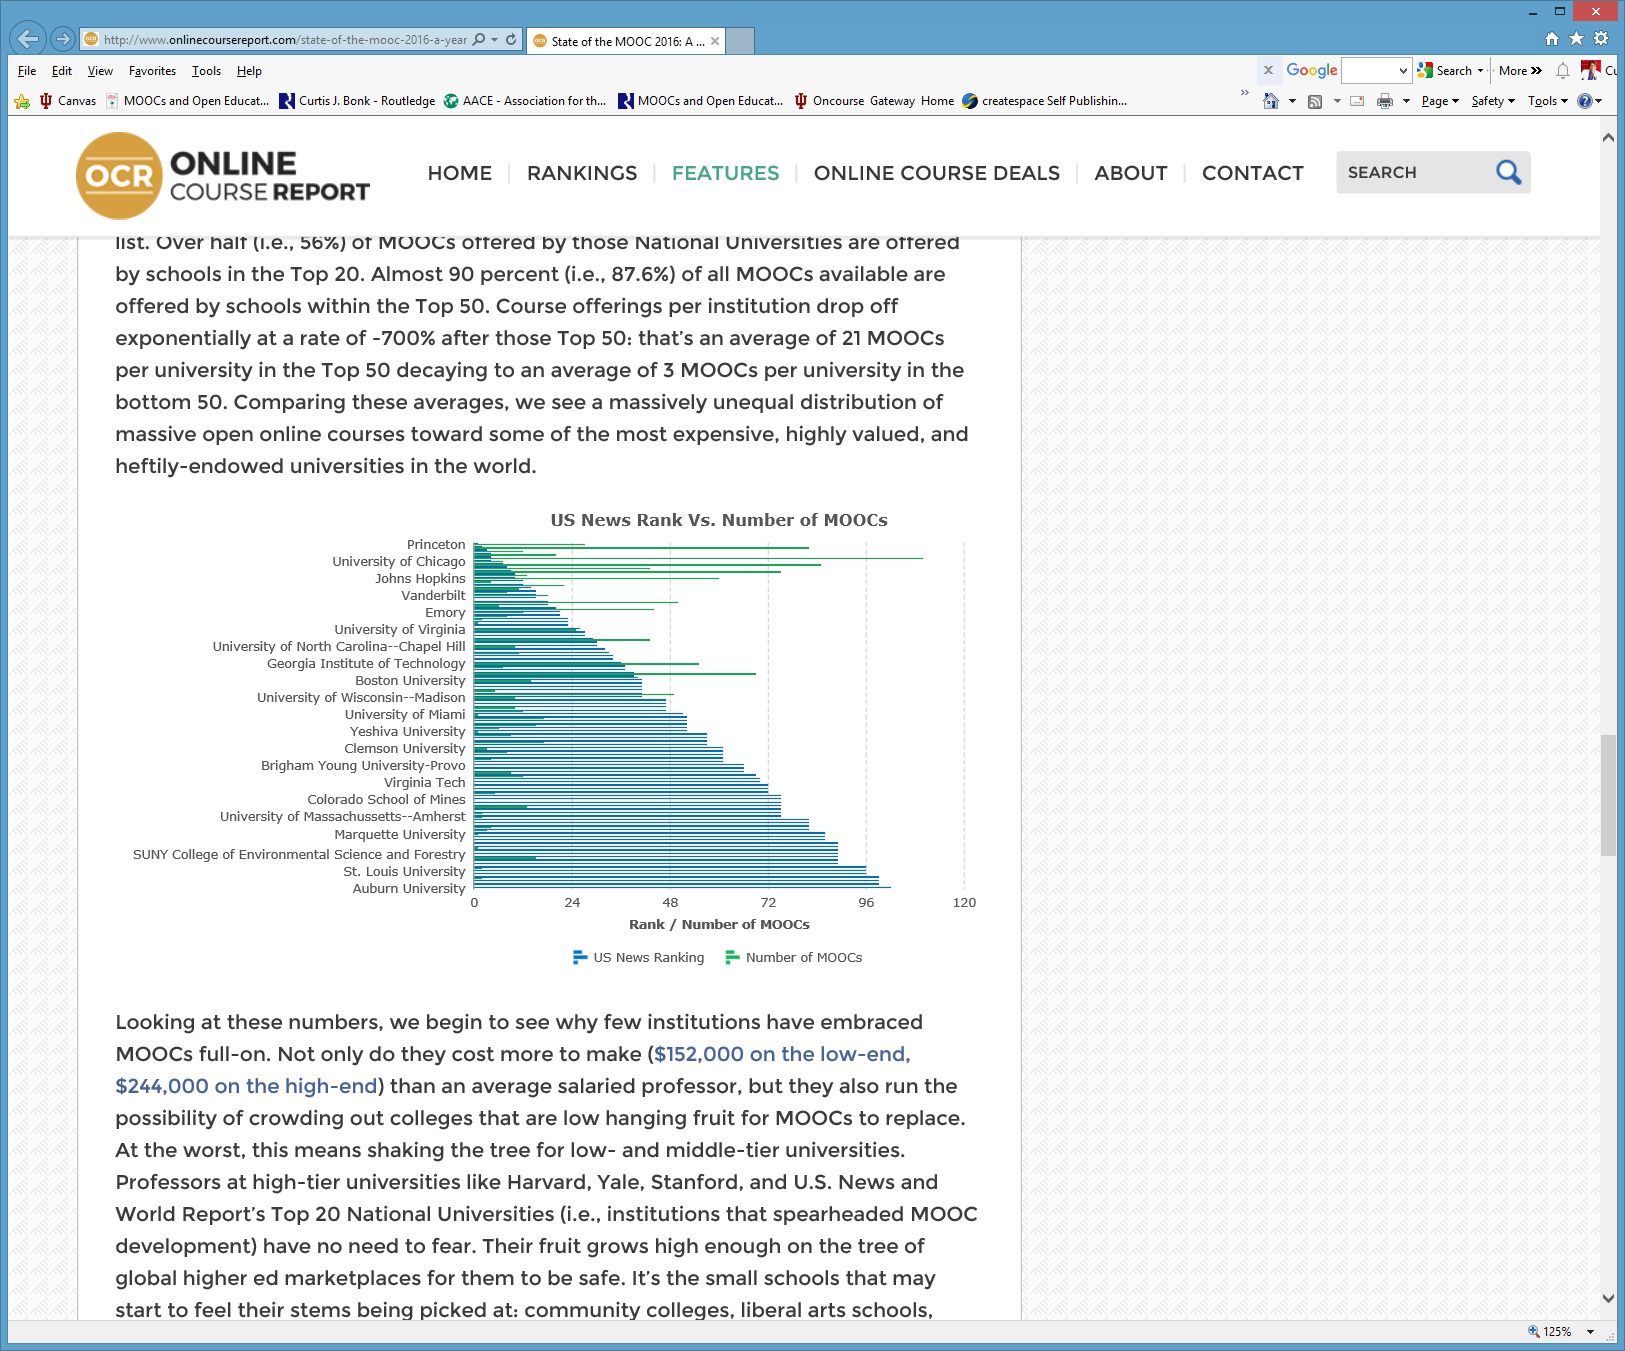 http://www.onlinecoursereport.com/state-of-the-mooc-2016-a-year
State of the MOOC 2016: A ...
File Edit View Favorites Tools Help
x Google Search More »
Canvas MOOCs and Open Educat... Curtis J. Bonk - Routledge AACE - Association for th... MOOCs and Open Educat... Oncourse Gateway Home createspace Self Publishin... » Page Safety Tools
OCR ONLINE COURSE REPORT
HOME RANKINGS FEATURES ONLINE COURSE DEALS ABOUT CONTACT SEARCH
list. Over half (i.e., 56%) of MOOCs offered by those National Universities are offered
by schools in the Top 20. Almost 90 percent (i.e., 87.6%) of all MOOCs available are
offered by schools within the Top 50. Course offerings per institution drop off
exponentially at a rate of -700% after those Top 50: that’s an average of 21 MOOCs
per university in the Top 50 decaying to an average of 3 MOOCs per university in the
bottom 50. Comparing these averages, we see a massively unequal distribution of
massive open online courses toward some of the most expensive, highly valued, and
heftily-endowed universities in the world.
US News Rank Vs. Number of MOOCs
Princeton
University of Chicago
Johns Hopkins
Vanderbilt
Emory
University of Virginia
University of North Carolina--Chapel Hill
Georgia Institute of Technology
Boston University
University of Wisconsin--Madison
University of Miami
Yeshiva University
Clemson University
Brigham Young University-Provo
Virginia Tech
Colorado School of Mines
University of Massachussetts--Amherst
Marquette University
SUNY College of Environmental Science and Forestry
St. Louis University
Auburn University
0 24 48 72 96 120
Rank / Number of MOOCs
US News Ranking Number of MOOCs
Looking at these numbers, we begin to see why few institutions have embraced
MOOCs full-on. Not only do they cost more to make ($152,000 on the low-end,
$244,000 on the high-end) than an average salaried professor, but they also run the
possibility of crowding out colleges that are low hanging fruit for MOOCs to replace.
At the worst, this means shaking the tree for low- and middle-tier universities.
Professors at high-tier universities like Harvard, Yale, Stanford, and U.S. News and
World Report’s Top 20 National Universities (i.e., institutions that spearheaded MOOC
development) have no need to fear. Their fruit grows high enough on the tree of
global higher ed marketplaces for them to be safe. It’s the small schools that may
start to feel their stems being picked at: community colleges, liberal arts schools,
125%